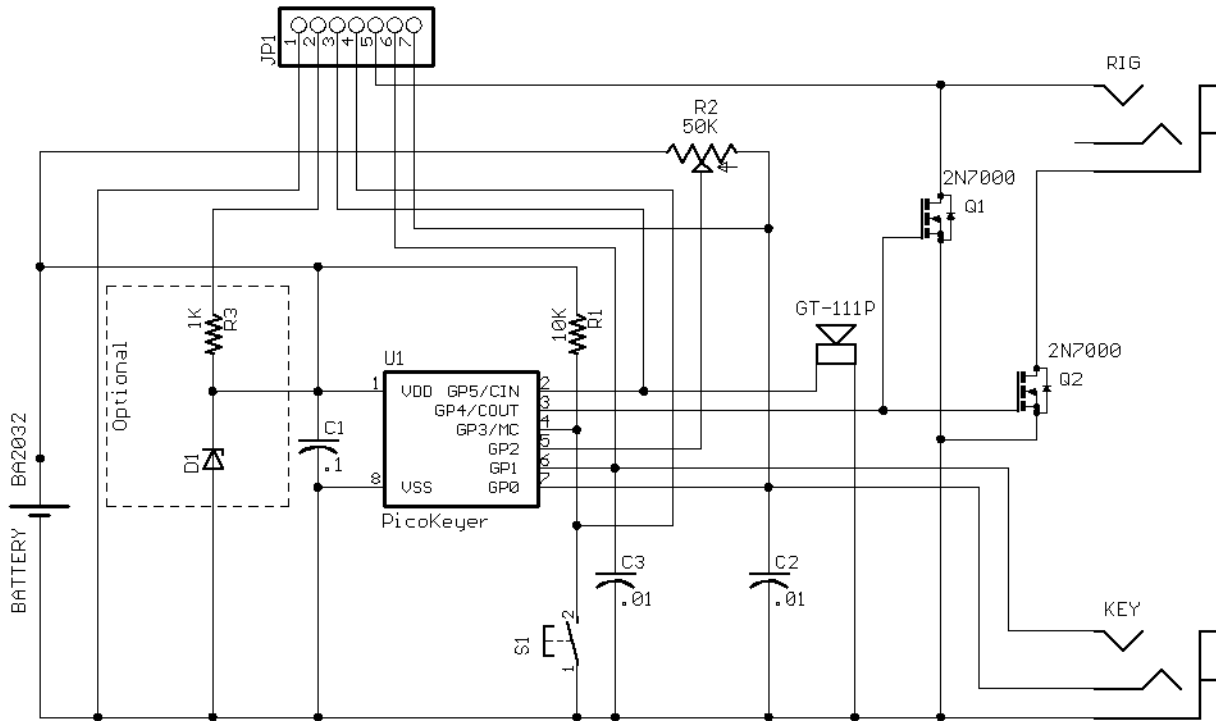 JP1
1
2
3
4
5
6
7
RIG
R2
50K
2N7000
Q1
Optional
1K
R3
10K
R1
GT-111P
2N7000
Q2
U1
1
VDD
GP5/CIN
2
GP4/COUT
3
GP3/MC
4
GP2
5
GP1
6
8
VSS
GP0
7
PicoKeyer
C1
.1
D1
BATTERY
BA2032
C3
.01
C2
.01
S1
2
1
KEY